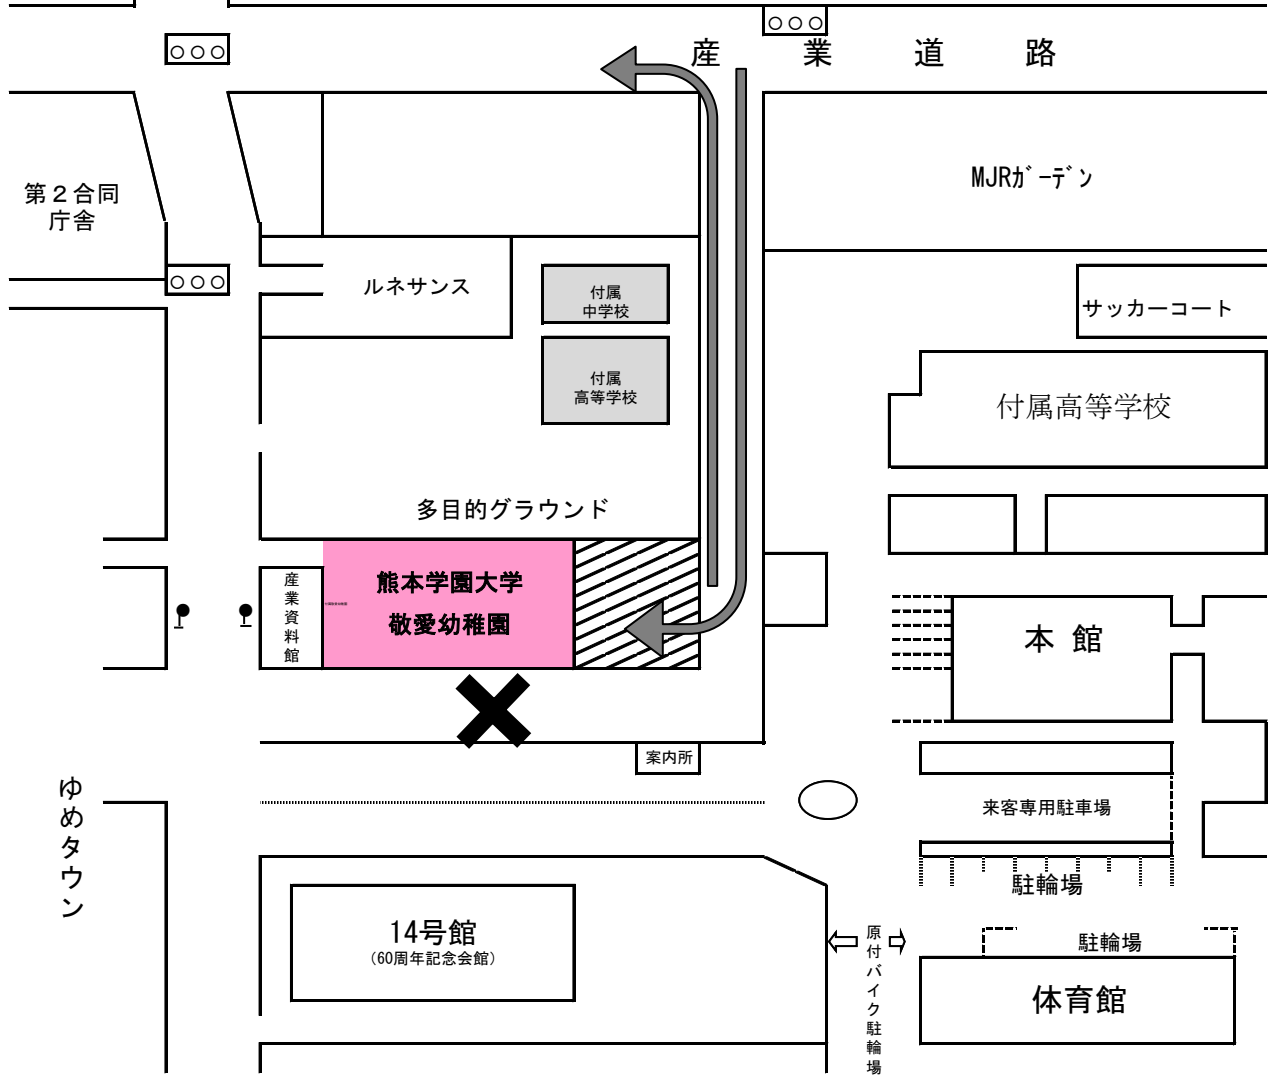 産業道路
第２合同
庁舎
MJRｶﾞｰﾃﾞﾝ
ルネサンス
付属
中学校
サッカーコート
付属
高等学校
付属高等学校
多目的グラウンド
産業資料館
熊本学園大学
敬愛幼稚園
本館
案内所
ゆめタウン
来客専用駐車場
駐輪場
14号館
(60周年記念会館)
原付バイク駐輪場
駐輪場
体育館